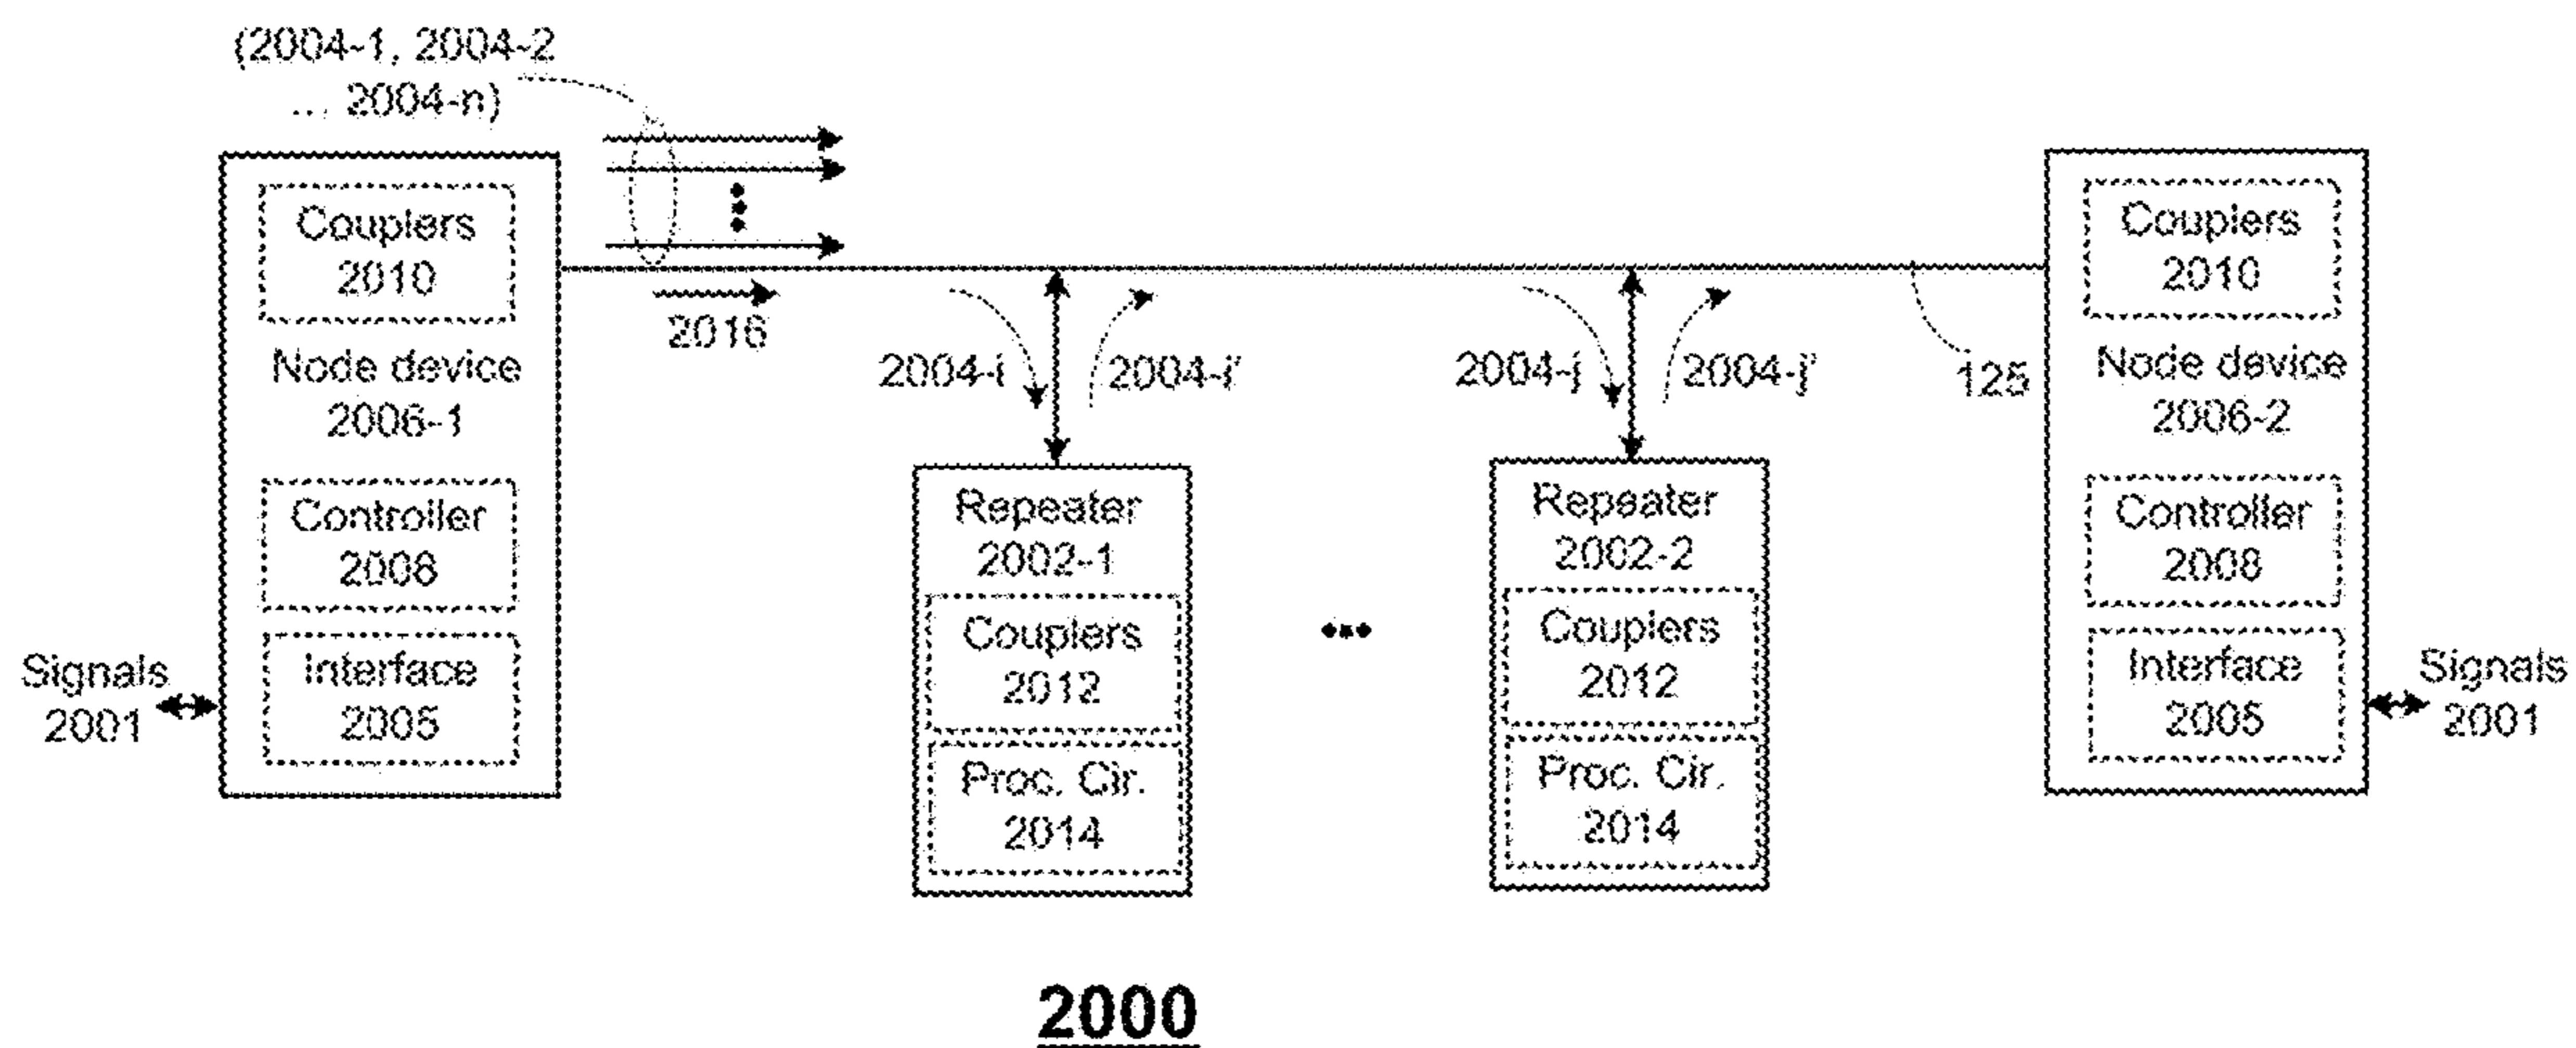 (2004-1, 2004-2
... 2004-n)
Couplers
2010
Node device
2006-1
Controller
2008
Interface
2005
Signals
2001
2016
2004-i
2004-i'
Repeater
2002-1
Couplers
2012
Proc. Cir.
2014
2004-j
2004-j'
Repeater
2002-2
Couplers
2012
Proc. Cir.
2014
125
Couplers
2010
Node device
2006-2
Controller
2008
Interface
2005
Signals
2001
2000